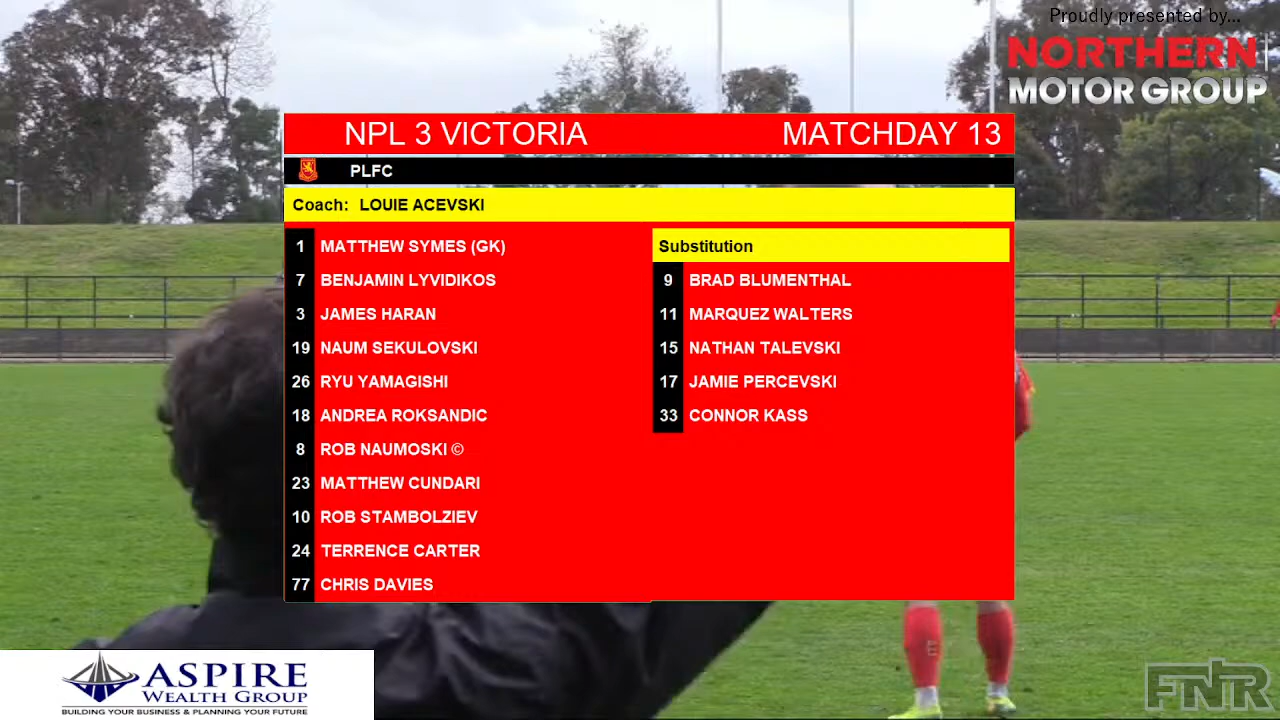 Proudly presented by...
NORTHERN
MOTOR GROUP
NPL 3 VICTORIA MATCHDAY 13
PLFC
Coach: LOUIE ACEVSKI
1 MATTHEW SYMES (GK)
7 BENJAMIN LYVIDIKOS
3 JAMES HARAN
19 NAUM SEKULOVSKI
26 RYU YAMAGISHI
18 ANDREA ROKSANDIC
8 ROB NAUMOSKI ©
23 MATTHEW CUNDARI
10 ROB STAMBOLZIEV
24 TERRENCE CARTER
77 CHRIS DAVIES
Substitution
9 BRAD BLUMENTHAL
11 MARQUEZ WALTERS
15 NATHAN TALEVSKI
17 JAMIE PERCEVSKI
33 CONNOR KASS
ASPIRE
WEALTH GROUP
BUILDING YOUR BUSINESS & PLANNING YOUR FUTURE
FNR